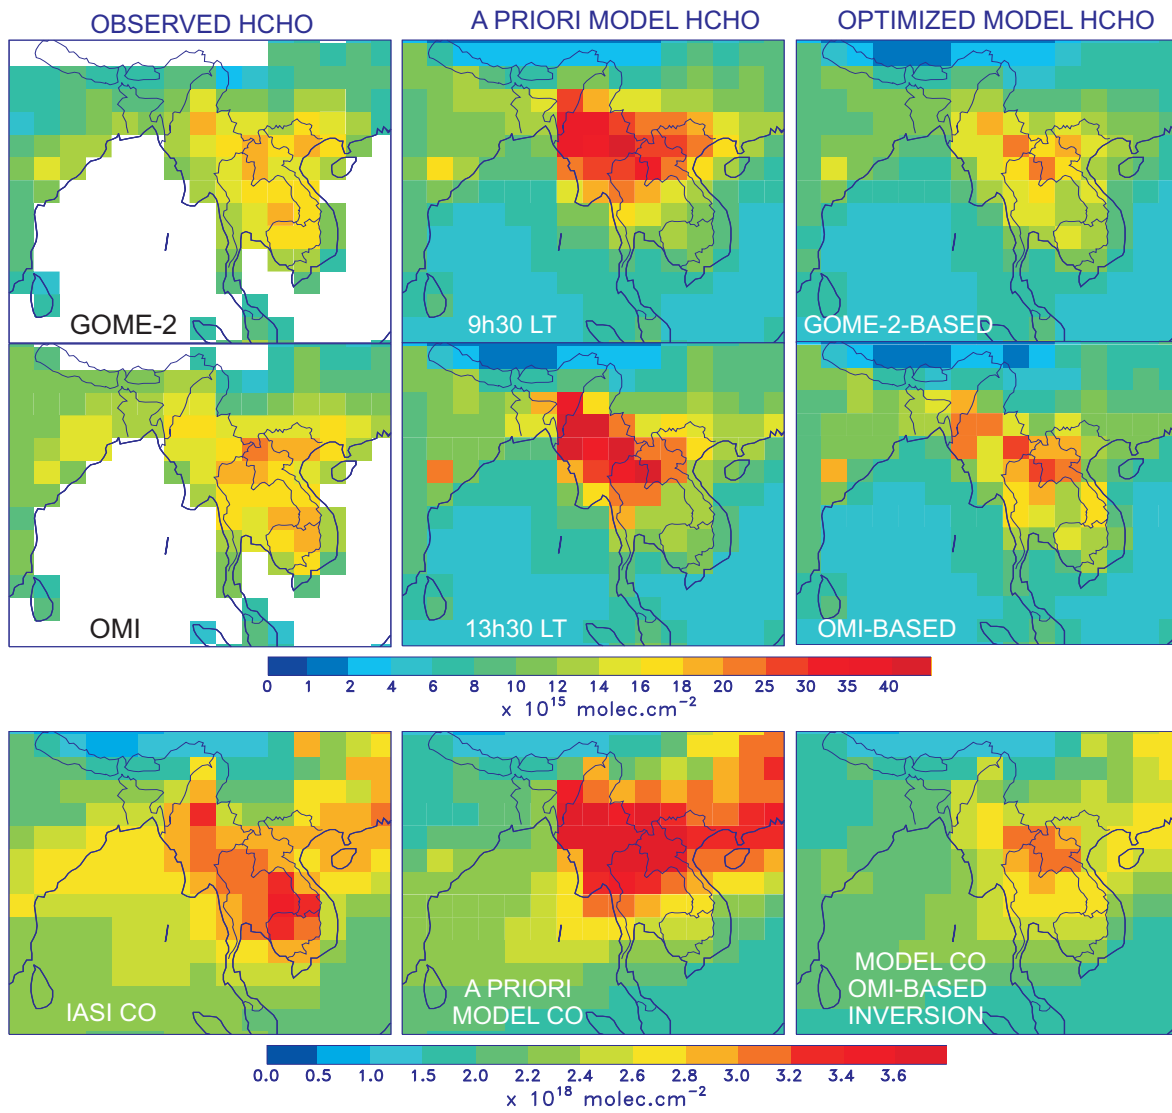 OBSERVED HCHO
A PRIORI MODEL HCHO
OPTIMIZED MODEL HCHO
GOME-2
9h30 LT
GOME-2-BASED
OMI
13h30 LT
OMI-BASED
0 1 2 4 6 8 10 12 14 16 18 20 25 30 35 40
x 10¹⁵ molec.cm⁻²
IASI CO
A PRIORI
MODEL CO
MODEL CO
OMI-BASED
INVERSION
0.0 0.5 1.0 1.5 2.0 2.2 2.4 2.6 2.8 3.0 3.2 3.4 3.6
x 10¹⁸ molec.cm⁻²